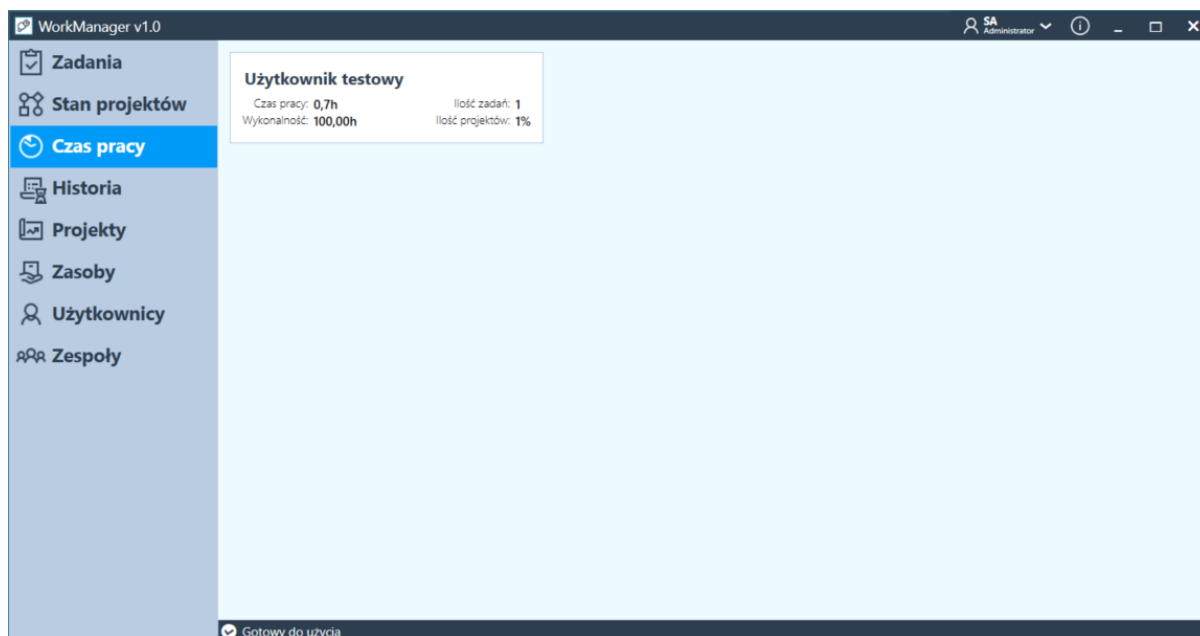 WorkManager v1.0
SA
Administrator
Zadania
Stan projektów
Czas pracy
Historia
Projekty
Zasoby
Użytkownicy
Zespoły
Użytkownik testowy
Czas pracy: 0,7h Ilość zadań: 1
Wykonalność: 100,00h Ilość projektów: 1%
Gotowy do użycia